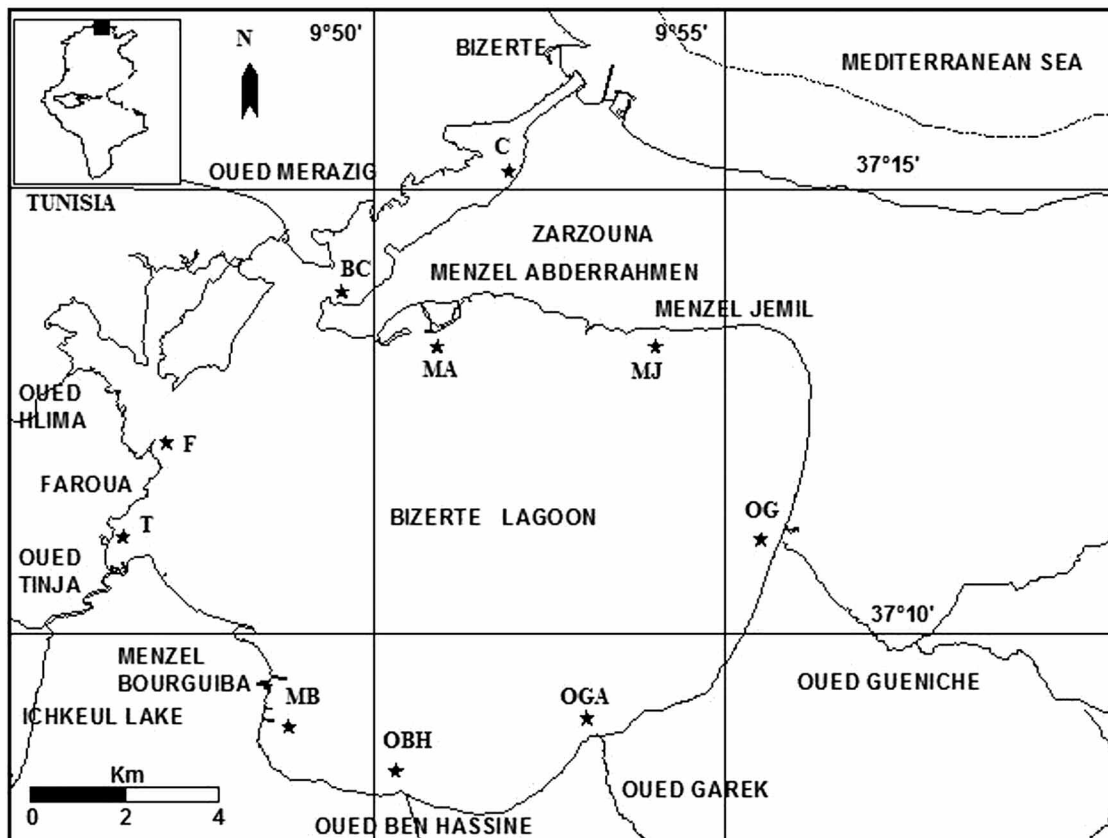 N
9°50'
9°55'
BIZERTE
MEDITERRANEAN SEA
C
37°15'
OUED MERAZIG
TUNISIA
ZARZOUNA
BC
MENZEL ABDERRAHMEN
MENZEL JEMIL
MA
MJ
OUED
HLIMA
F
FAROUA
T
BIZERTE LAGOON
OG
OUED
TINJA
37°10'
MENZEL
BOURGUIBA
OUED GUENICHE
MB
ICHKEUL LAKE
OGA
OBH
Km
0 2 4
OUED GAREK
OUED BEN HASSINE